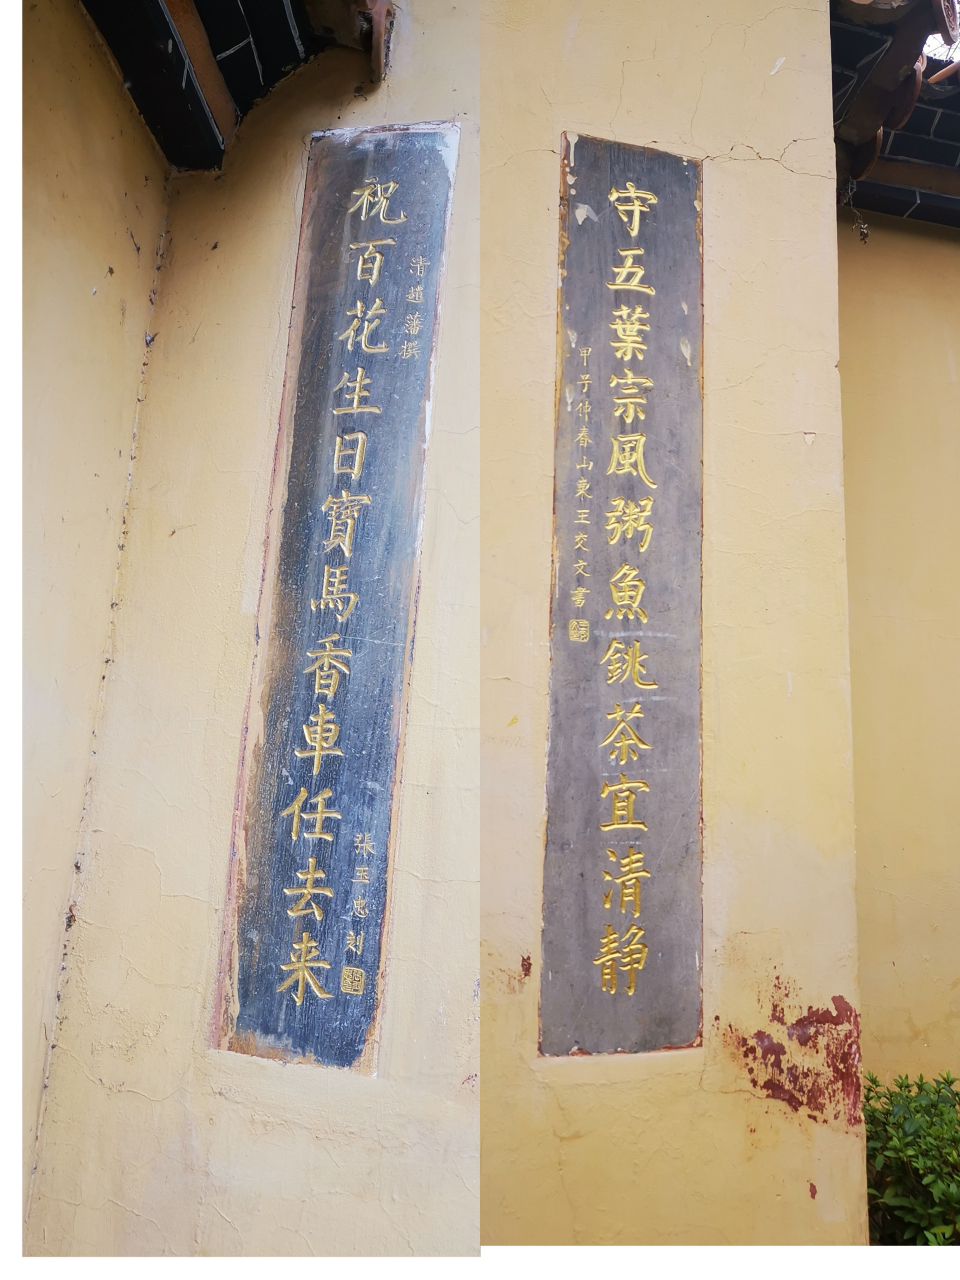 守五葉宗風粥魚銚茶宜清静
甲子仲春山東王交文書
清趙藩撰
張玉忠刻
祝百花生日寶馬香車任去来